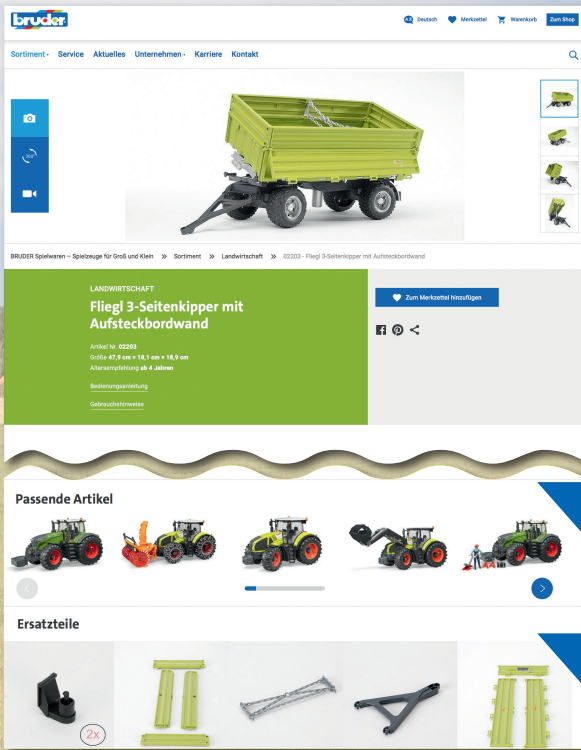 bruder
Deutsch
Merkzettel
Warenkorb
Zum Shop
Sortiment
Service
Aktuelles
Unternehmen
Karriere
Kontakt
360°
BRUDER Spielwaren – Spielzeuge für Groß und Klein » Sortiment » Landwirtschaft » 02203 - Fliegl 3-Seitenkipper mit Aufsteckbordwand
LANDWIRTSCHAFT
Fliegl 3-Seitenkipper mit
Aufsteckbordwand
Artikel Nr. 02203
Größe 47,9 cm × 18,1 cm × 18,9 cm
Altersempfehlung ab 4 Jahren
Bedienungsanleitung
Gebrauchshinweise
Zum Merkzettel hinzufügen
Passende Artikel
Ersatzteile
2x